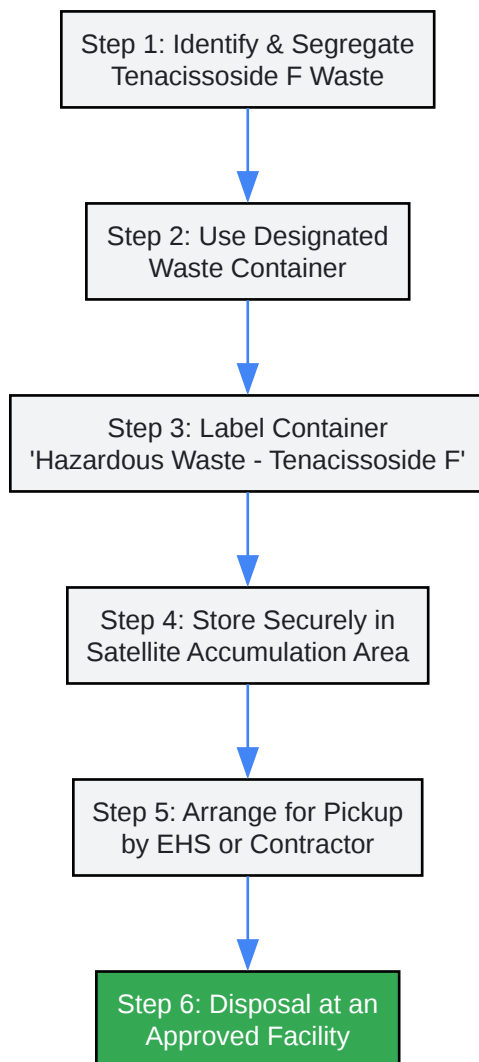 Step 1: Identify & Segregate
Tenacissoside F Waste
Step 2: Use Designated
Waste Container
Step 3: Label Container
'Hazardous Waste - Tenacissoside F'
Step 4: Store Securely in
Satellite Accumulation Area
Step 5: Arrange for Pickup
by EHS or Contractor
Step 6: Disposal at an
Approved Facility